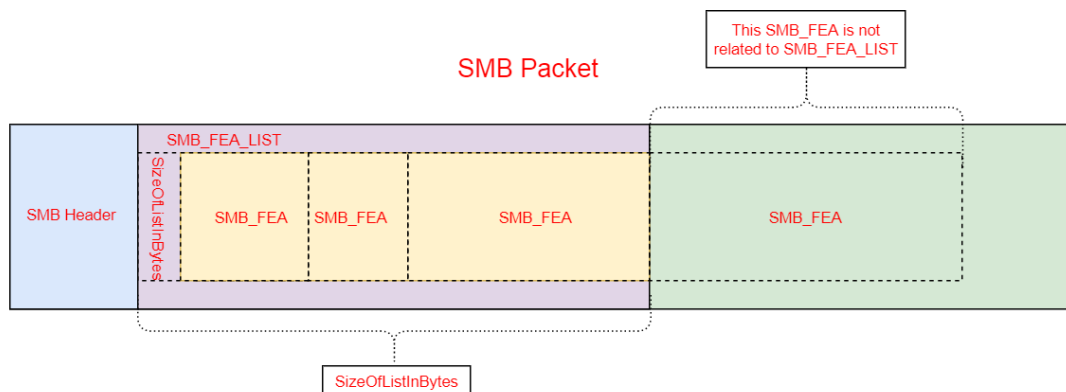 This SMB_FEA is not
related to SMB_FEA_LIST
SMB Packet
SMB_FEA_LIST
SMB Header
SizeOfListInBytes
SMB_FEA
SMB_FEA
SMB_FEA
SMB_FEA
SizeOfListInBytes